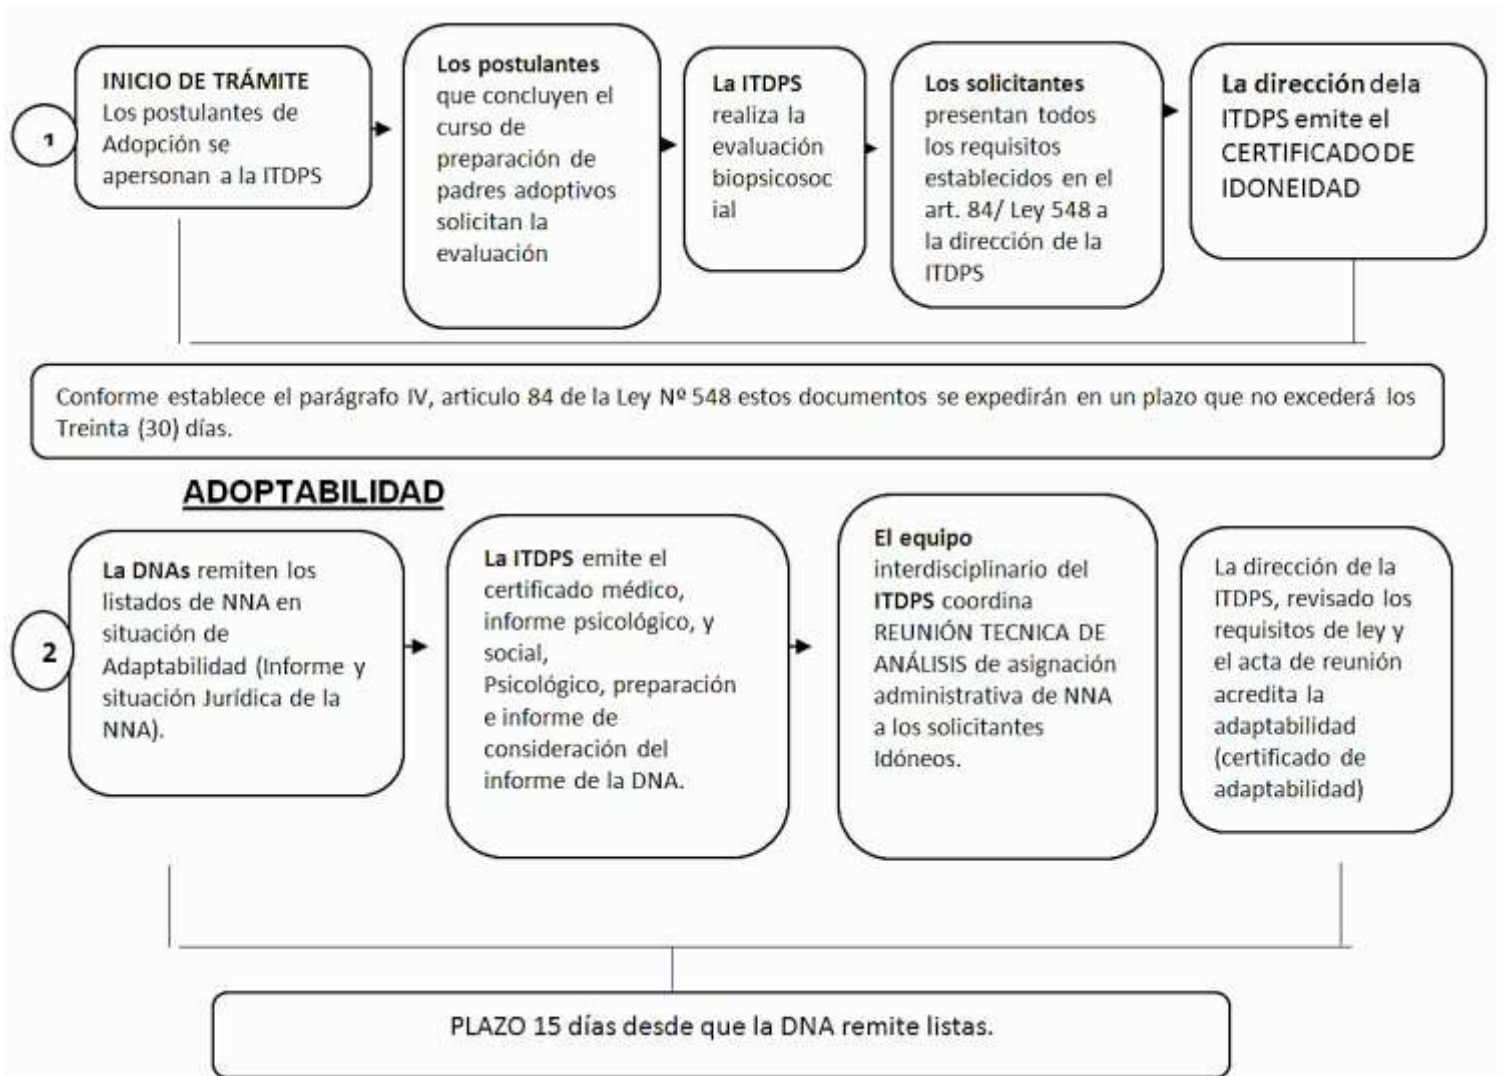 1
INICIO DE TRÁMITE
Los postulantes de
Adopción se
apersonan a la ITDPS
Los postulantes
que concluyen el
curso de
preparación de
padres adoptivos
solicitan la
evaluación
La ITDPS
realiza la
evaluación
biopsicosoc
ial
Los solicitantes
presentan todos
los requisitos
establecidos en el
art. 84/ Ley 548 a
la dirección de la
ITDPS
La dirección dela
ITDPS emite el
CERTIFICADO DE
IDONEIDAD
Conforme establece el parágrafo IV, articulo 84 de la Ley Nº 548 estos documentos se expedirán en un plazo que no excederá los
Treinta (30) días.
ADOPTABILIDAD
2
La DNAs remiten los
listados de NNA en
situación de
Adaptabilidad (Informe y
situación Jurídica de la
NNA).
La ITDPS emite el
certificado médico,
informe psicológico, y
social,
Psicológico, preparación
e informe de
consideración del
informe de la DNA.
El equipo
interdisciplinario del
ITDPS coordina
REUNIÓN TECNICA DE
ANÁLISIS de asignación
administrativa de NNA
a los solicitantes
Idóneos.
La dirección de la
ITDPS, revisado los
requisitos de ley y
el acta de reunión
acredita la
adaptabilidad
(certificado de
adaptabilidad)
PLAZO 15 días desde que la DNA remite listas.